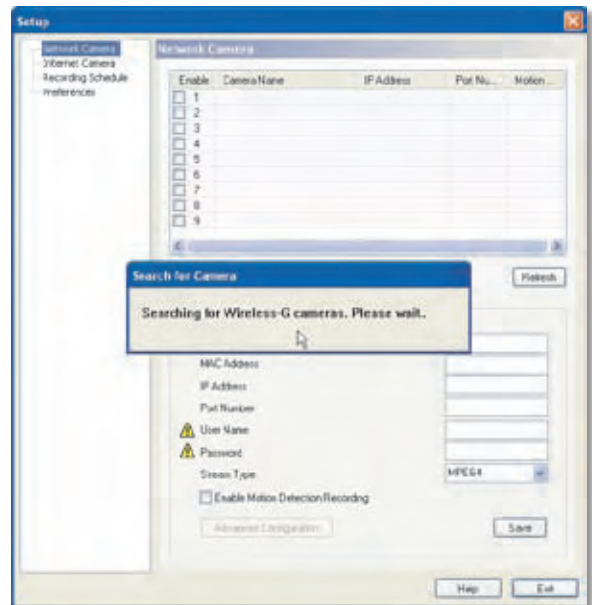 Setup
Network Camera
Internet Camera
Recording Schedule
Preferences
Network Camera
Enable Camera Name IP Address Port Nu... Motion ...
1
2
3
4
5
6
7
8
9
Refresh
Search for Camera
Searching for Wireless-G cameras. Please wait.
MAC Address
IP Address
Port Number
User Name
Password
Stream Type MPEG4
Enable Motion Detection Recording
Advanced Configuration Save
Help Exit